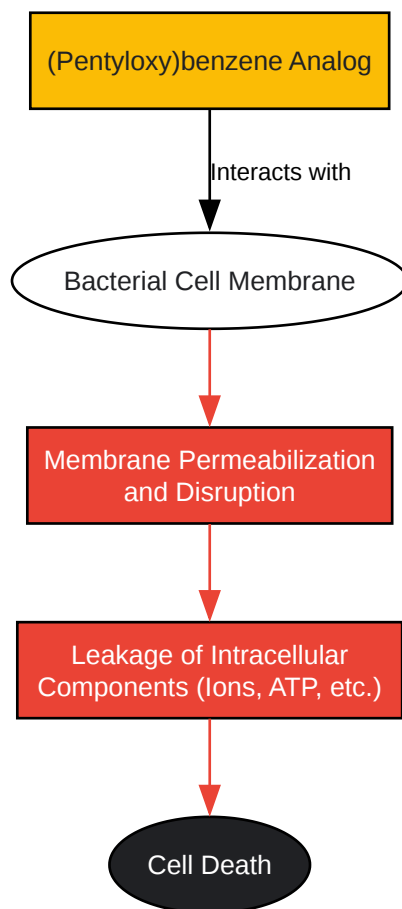 (Pentyloxy)benzene Analog
Interacts with
Bacterial Cell Membrane
Membrane Permeabilization
and Disruption
Leakage of Intracellular
Components (Ions, ATP, etc.)
Cell Death